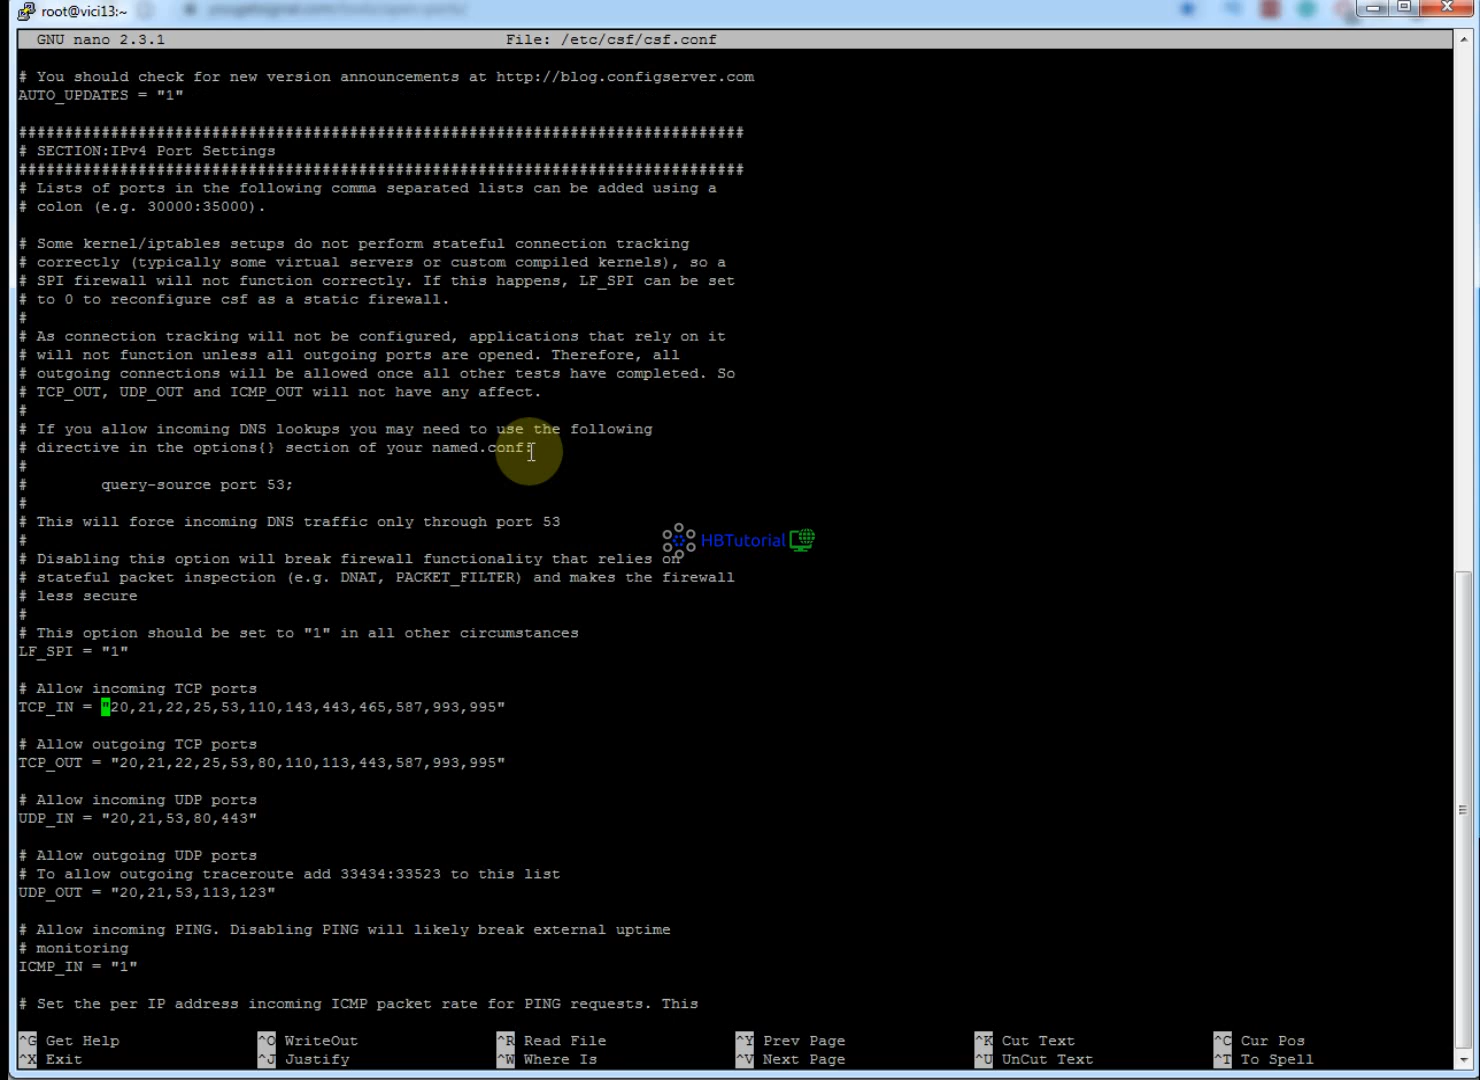 root@vici13:~
GNU nano 2.3.1 File: /etc/csf/csf.conf
# You should check for new version announcements at http://blog.configserver.com
AUTO_UPDATES = "1"
###############################################################################
# SECTION:IPv4 Port Settings
###############################################################################
# Lists of ports in the following comma separated lists can be added using a
# colon (e.g. 30000:35000).
# Some kernel/iptables setups do not perform stateful connection tracking
# correctly (typically some virtual servers or custom compiled kernels), so a
# SPI firewall will not function correctly. If this happens, LF_SPI can be set
# to 0 to reconfigure csf as a static firewall.
#
# As connection tracking will not be configured, applications that rely on it
# will not function unless all outgoing ports are opened. Therefore, all
# outgoing connections will be allowed once all other tests have completed. So
# TCP_OUT, UDP_OUT and ICMP_OUT will not have any affect.
#
# If you allow incoming DNS lookups you may need to use the following
# directive in the options{} section of your named.conf:
#
# query-source port 53;
#
# This will force incoming DNS traffic only through port 53
#
HBTutorial
# Disabling this option will break firewall functionality that relies on
# stateful packet inspection (e.g. DNAT, PACKET_FILTER) and makes the firewall
# less secure
#
# This option should be set to "1" in all other circumstances
LF_SPI = "1"
# Allow incoming TCP ports
TCP_IN = "20,21,22,25,53,110,143,443,465,587,993,995"
# Allow outgoing TCP ports
TCP_OUT = "20,21,22,25,53,80,110,113,443,587,993,995"
# Allow incoming UDP ports
UDP_IN = "20,21,53,80,443"
# Allow outgoing UDP ports
# To allow outgoing traceroute add 33434:33523 to this list
UDP_OUT = "20,21,53,113,123"
# Allow incoming PING. Disabling PING will likely break external uptime
# monitoring
ICMP_IN = "1"
# Set the per IP address incoming ICMP packet rate for PING requests. This
^G Get Help ^O WriteOut ^R Read File ^Y Prev Page ^K Cut Text ^C Cur Pos
^X Exit ^J Justify ^W Where Is ^V Next Page ^U UnCut Text ^T To Spell